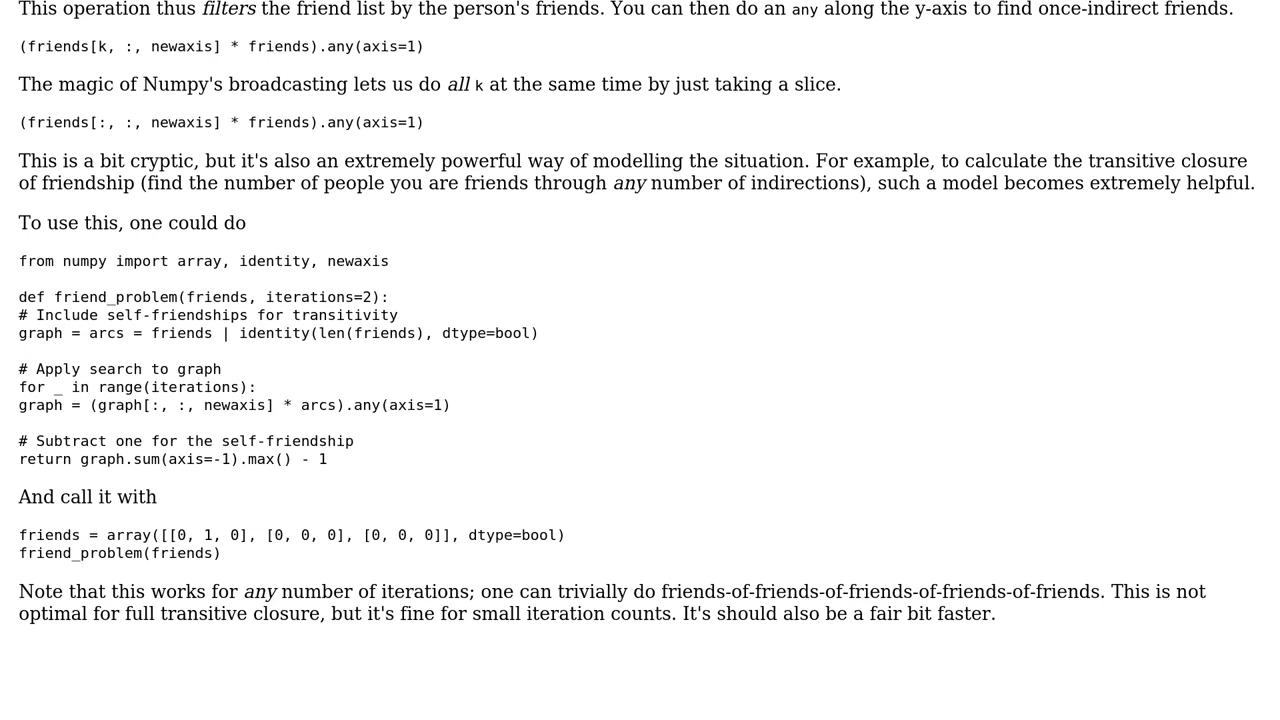 This operation thus filters the friend list by the person's friends. You can then do an any along the y-axis to find once-indirect friends.
(friends[k, :, newaxis] * friends).any(axis=1)
The magic of Numpy's broadcasting lets us do all k at the same time by just taking a slice.
(friends[:, :, newaxis] * friends).any(axis=1)
This is a bit cryptic, but it's also an extremely powerful way of modelling the situation. For example, to calculate the transitive closure
of friendship (find the number of people you are friends through any number of indirections), such a model becomes extremely helpful.
To use this, one could do
from numpy import array, identity, newaxis
def friend_problem(friends, iterations=2):
# Include self-friendships for transitivity
graph = arcs = friends | identity(len(friends), dtype=bool)
# Apply search to graph
for _ in range(iterations):
graph = (graph[:, :, newaxis] * arcs).any(axis=1)
# Subtract one for the self-friendship
return graph.sum(axis=-1).max() - 1
And call it with
friends = array([[0, 1, 0], [0, 0, 0], [0, 0, 0]], dtype=bool)
friend_problem(friends)
Note that this works for any number of iterations; one can trivially do friends-of-friends-of-friends-of-friends-of-friends. This is not
optimal for full transitive closure, but it's fine for small iteration counts. It's should also be a fair bit faster.